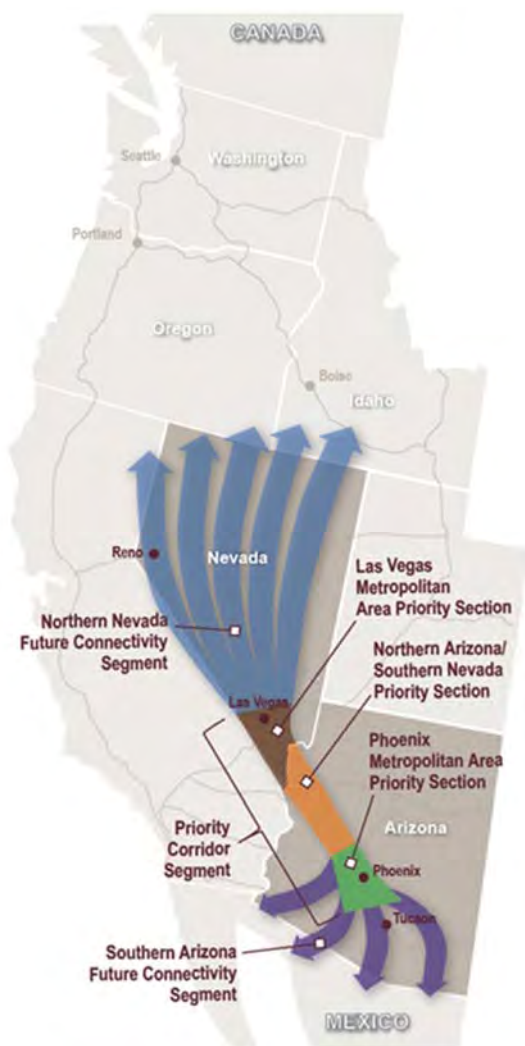 CANADA
Seattle
Washington
Portland
Oregon
Boise
Idaho
Reno
Nevada
Las Vegas
Metropolitan
Area Priority Section
Northern Nevada
Future Connectivity
Segment
Northern Arizona/
Southern Nevada
Priority Section
Las Vegas
Phoenix
Metropolitan Area
Priority Section
Priority
Corridor
Segment
Arizona
Phoenix
Tucson
Southern Arizona
Future Connectivity
Segment
MEXICO